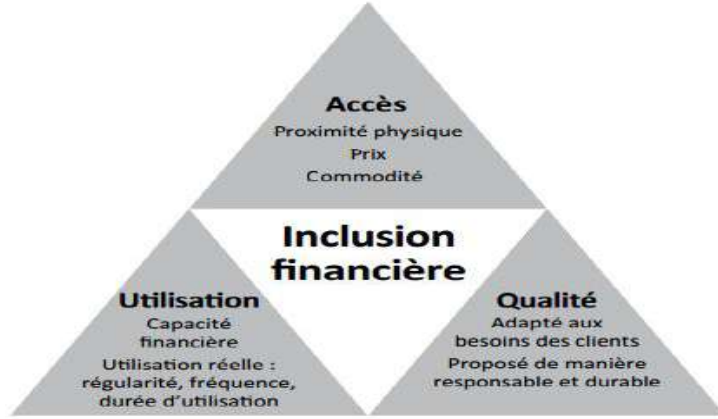 Accès
Proximité physique
Prix
Commodité
Inclusion
financière
Utilisation
Capacité
financière
Utilisation réelle :
régularité, fréquence,
durée d'utilisation
Qualité
Adapté aux
besoins des clients
Proposé de manière
responsable et durable